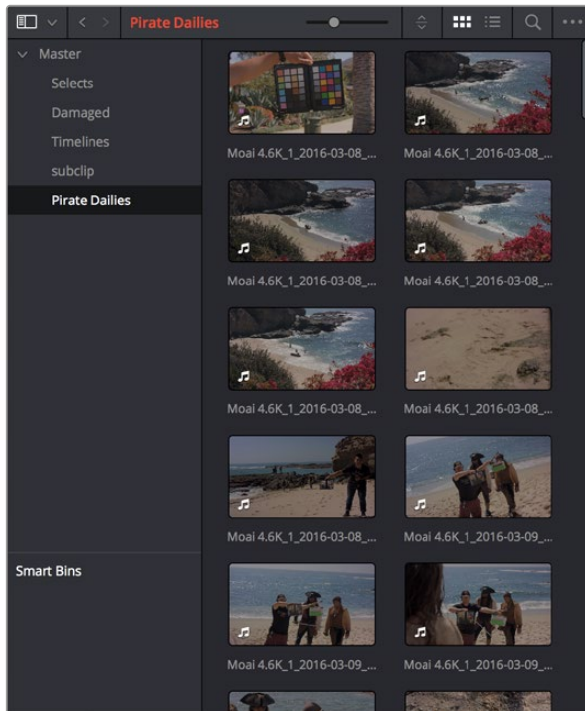 Pirate Dailies
Master
Selects
Damaged
Timelines
subclip
Pirate Dailies
Smart Bins
Moai 4.6K_1_2016-03-08_...
Moai 4.6K_1_2016-03-08_...
Moai 4.6K_1_2016-03-08_...
Moai 4.6K_1_2016-03-08_...
Moai 4.6K_1_2016-03-08_...
Moai 4.6K_1_2016-03-08_...
Moai 4.6K_1_2016-03-08_...
Moai 4.6K_1_2016-03-09_...
Moai 4.6K_1_2016-03-09_...
Moai 4.6K_1_2016-03-09_...